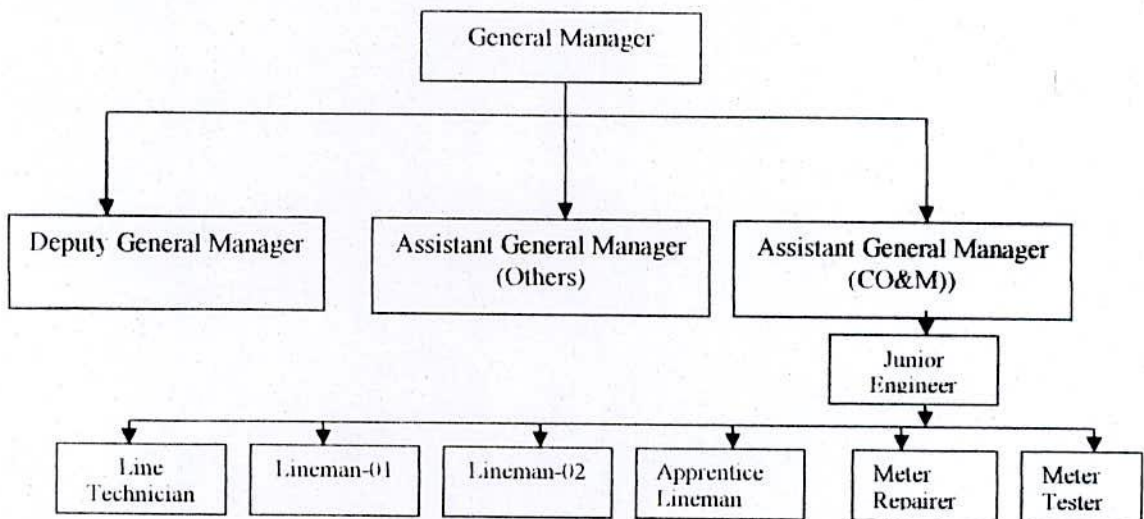 General Manager
Deputy General Manager
Assistant General Manager
(Others)
Assistant General Manager
(CO&M))
Junior
Engineer
Line
Technician
Lineman-01
Lineman-02
Apprentice
Lineman
Meter
Repairer
Meter
Tester